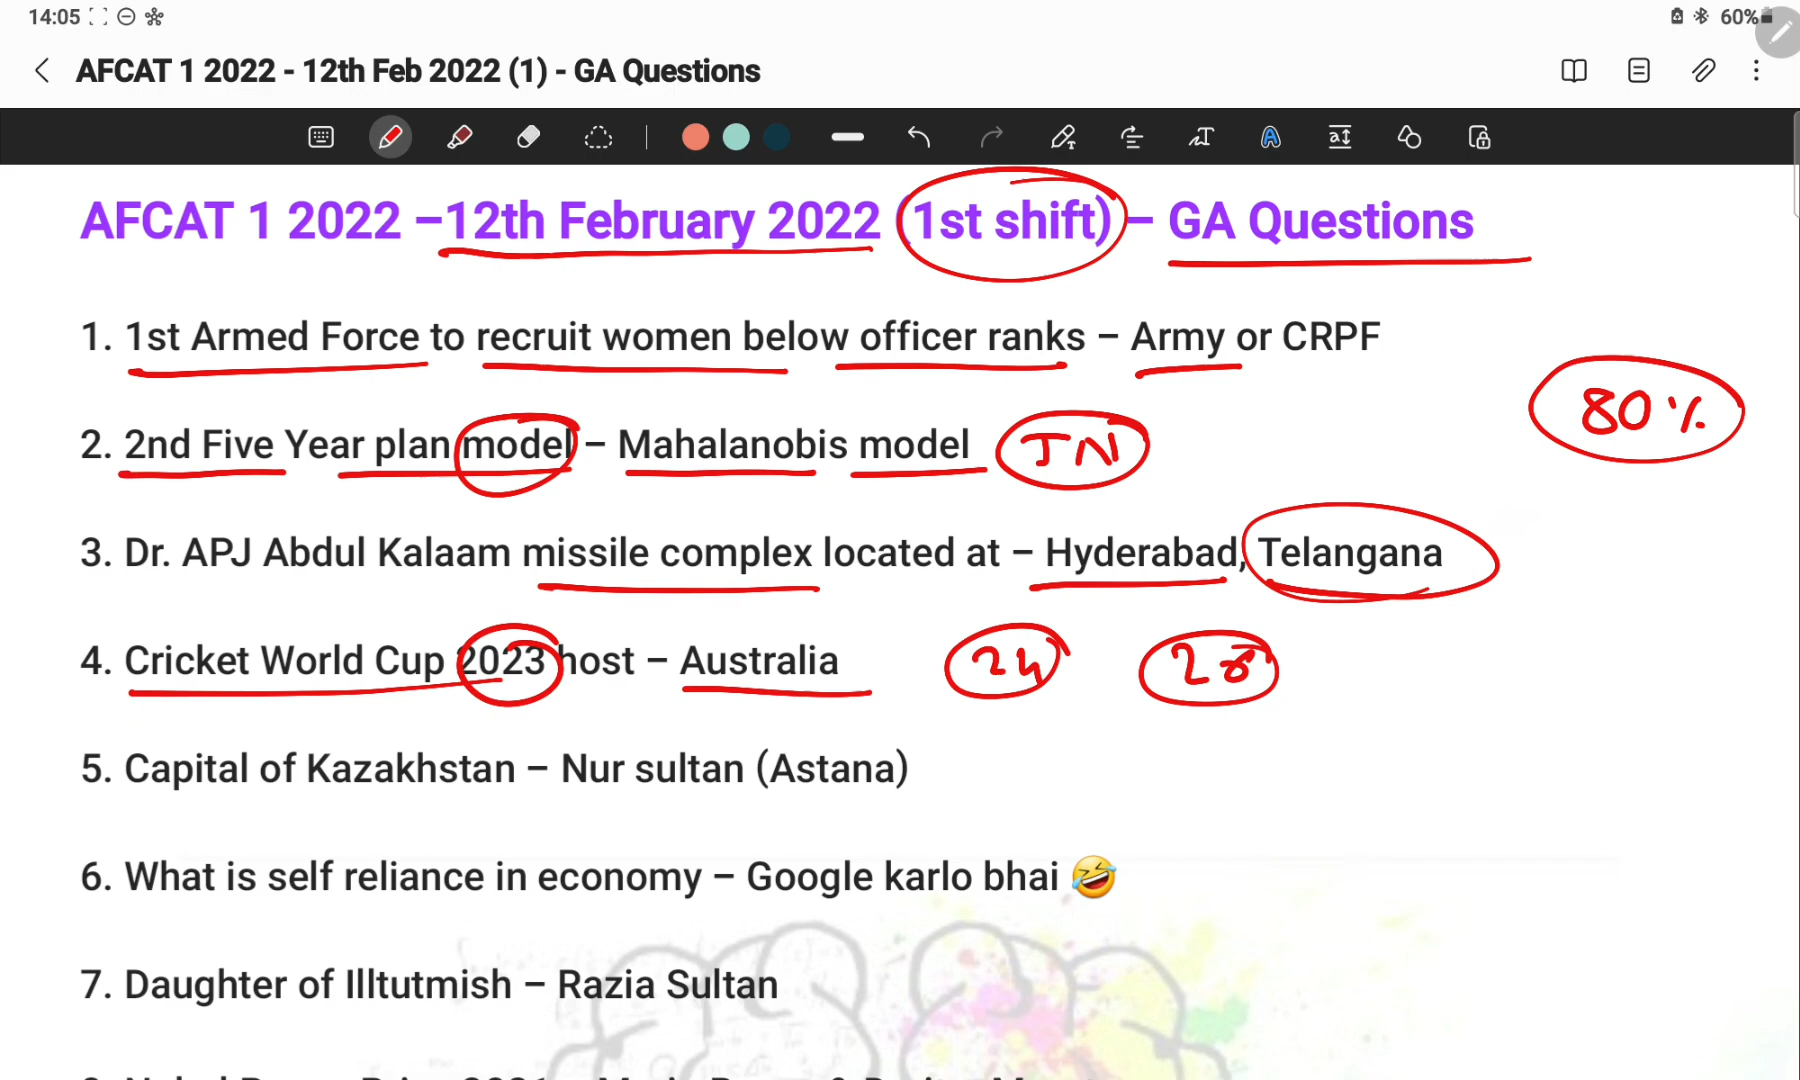 14:05
60%
AFCAT 1 2022 - 12th Feb 2022 (1) - GA Questions
AFCAT 1 2022 –12th February 2022 (1st shift) – GA Questions
1. 1st Armed Force to recruit women below officer ranks – Army or CRPF
80%
2. 2nd Five Year plan model – Mahalanobis model JN
3. Dr. APJ Abdul Kalaam missile complex located at – Hyderabad, Telangana
4. Cricket World Cup 2023 host – Australia 24 28
5. Capital of Kazakhstan – Nur sultan (Astana)
6. What is self reliance in economy – Google karlo bhai 🤣
7. Daughter of Illtutmish – Razia Sultan